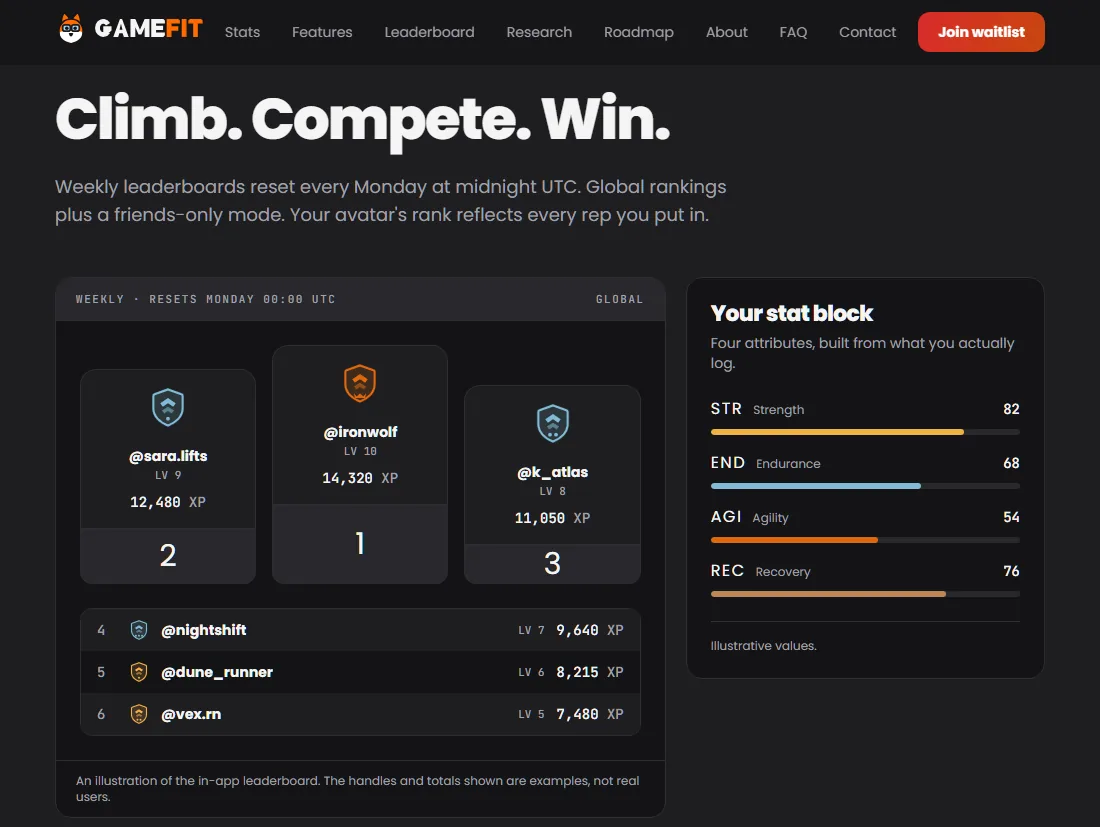 GAMEFIT
Stats
Features
Leaderboard
Research
Roadmap
About
FAQ
Contact
Join waitlist
Climb. Compete. Win.
Weekly leaderboards reset every Monday at midnight UTC. Global rankings
plus a friends-only mode. Your avatar's rank reflects every rep you put in.
WEEKLY · RESETS MONDAY 00:00 UTC
GLOBAL
@sara.lifts
LV 9
12,480 XP
2
@ironwolf
LV 10
14,320 XP
1
@k_atlas
LV 8
11,050 XP
3
4 @nightshift LV 7 9,640 XP
5 @dune_runner LV 6 8,215 XP
6 @vex.rn LV 5 7,480 XP
An illustration of the in-app leaderboard. The handles and totals shown are examples, not real
users.
Your stat block
Four attributes, built from what you actually
log.
STR Strength 82
END Endurance 68
AGI Agility 54
REC Recovery 76
Illustrative values.